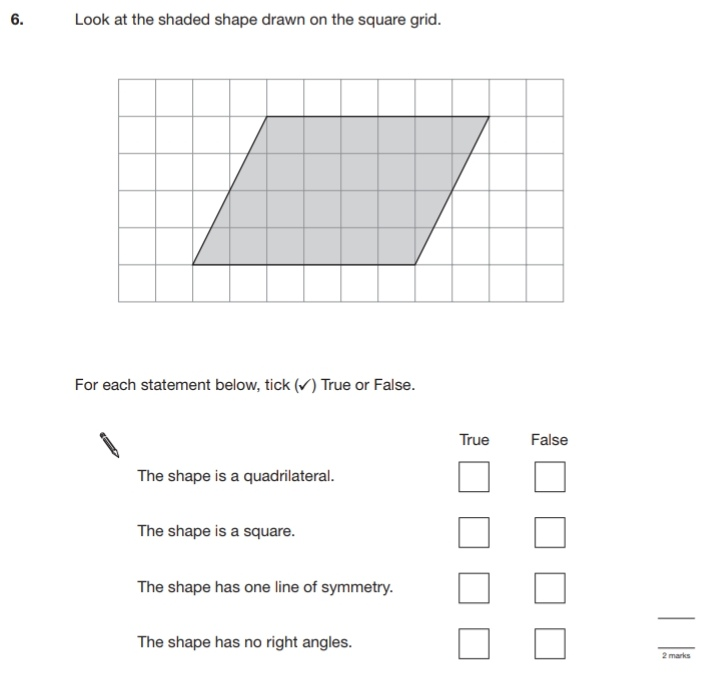 6. Look at the shaded shape drawn on the square grid.
For each statement below, tick (✓) True or False.
True False
The shape is a quadrilateral.
The shape is a square.
The shape has one line of symmetry.
The shape has no right angles.
2 marks